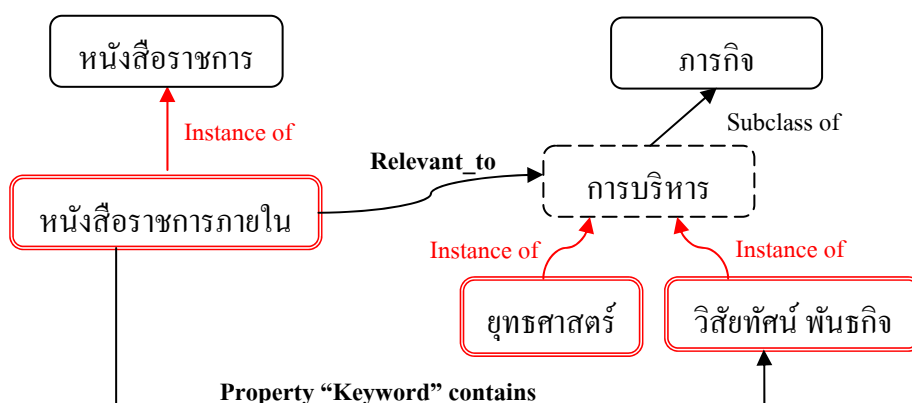 หนังสือราชการ
ภารกิจ
Instance of
Subclass of
Relevant_to
การบริหาร
หนังสือราชการภายใน
Instance of
Instance of
ยุทธศาสตร์
วิสัยทัศน์ พันธกิจ
Property “Keyword” contains